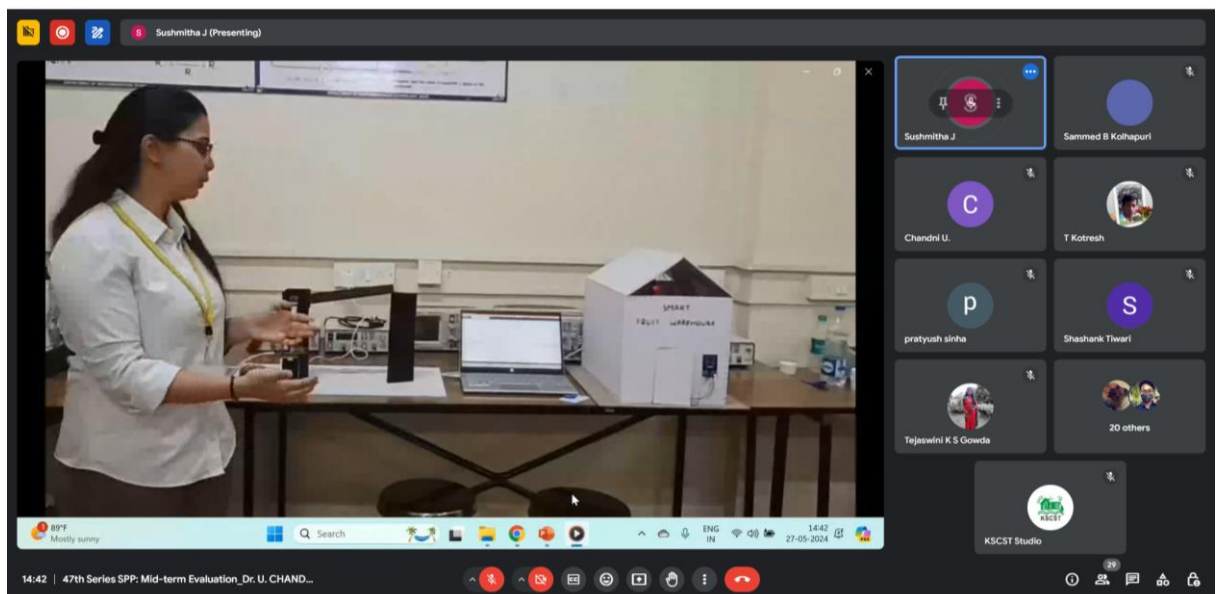 S Sushmitha J (Presenting)
R
R
R
SMART
FRUIT WAREHOUSE
S
Sushmitha J
Sammed B Kolhapuri
C
Chandni U.
T Kotresh
p
pratyush sinha
S
Shashank Tiwari
Tejaswini K S Gowda
20 others
KSCST
KSCST Studio
1
89°F
Mostly sunny
Search
ENG
IN
14:42
27-05-2024
14:42 | 47th Series SPP: Mid-term Evaluation_Dr. U. CHAND...
29